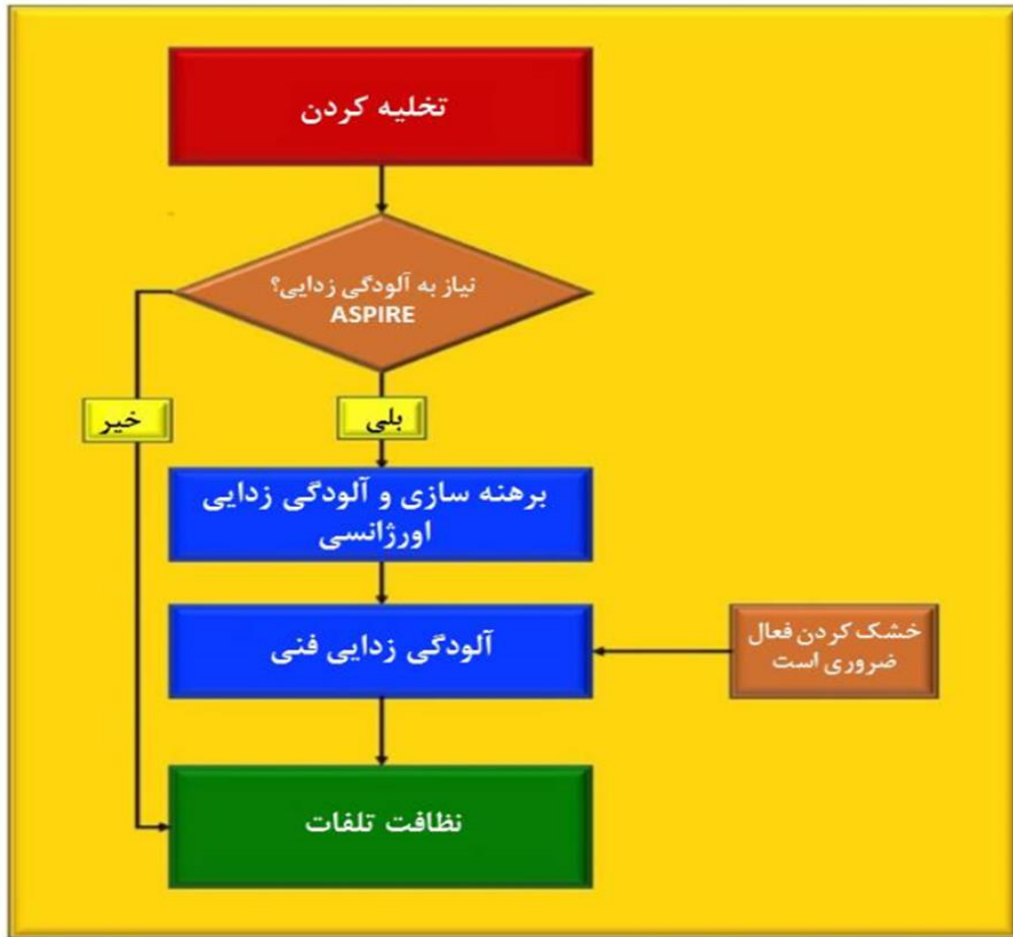 تخلیه کردن
نیاز به آلودگی زدایی؟
ASPIRE
خیر
بلی
برهنه سازی و آلودگی زدایی
اورژانسی
آلودگی زدایی فنی
خشک کردن فعال
ضروری است
نظافت تلفات